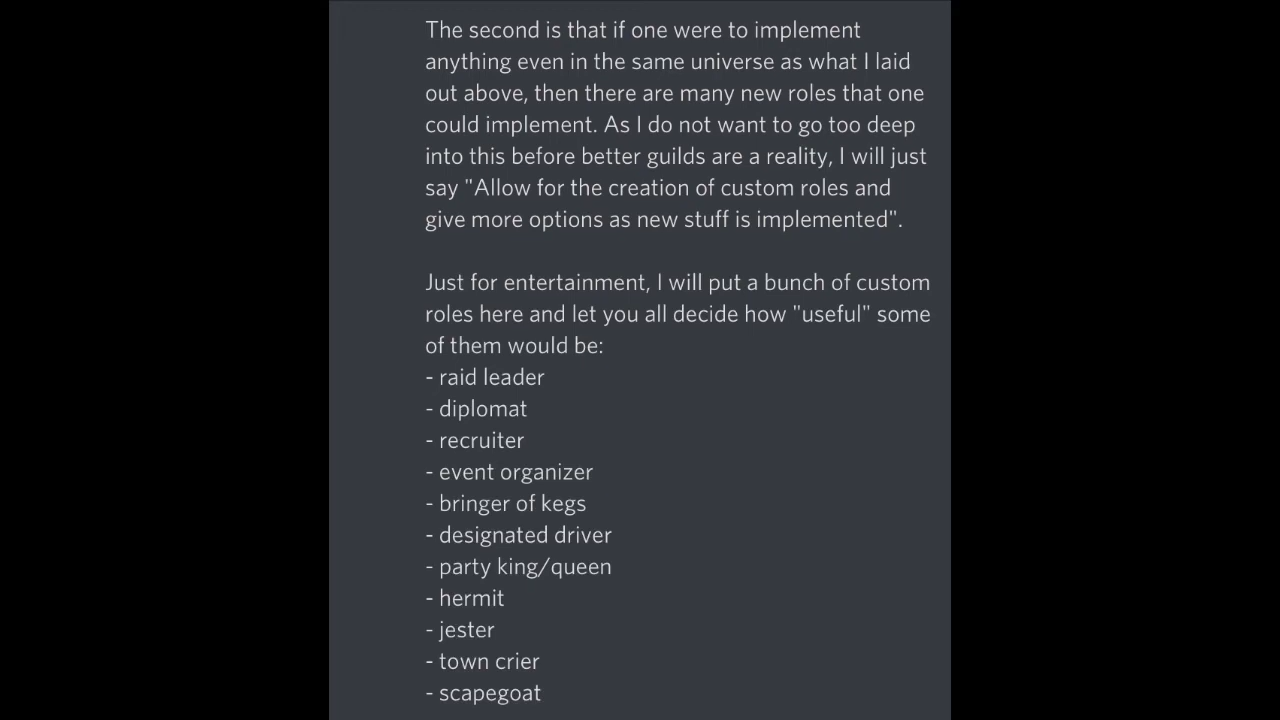 The second is that if one were to implement
anything even in the same universe as what I laid
out above, then there are many new roles that one
could implement. As I do not want to go too deep
into this before better guilds are a reality, I will just
say "Allow for the creation of custom roles and
give more options as new stuff is implemented".
Just for entertainment, I will put a bunch of custom
roles here and let you all decide how "useful" some
of them would be:
- raid leader
- diplomat
- recruiter
- event organizer
- bringer of kegs
- designated driver
- party king/queen
- hermit
- jester
- town crier
- scapegoat